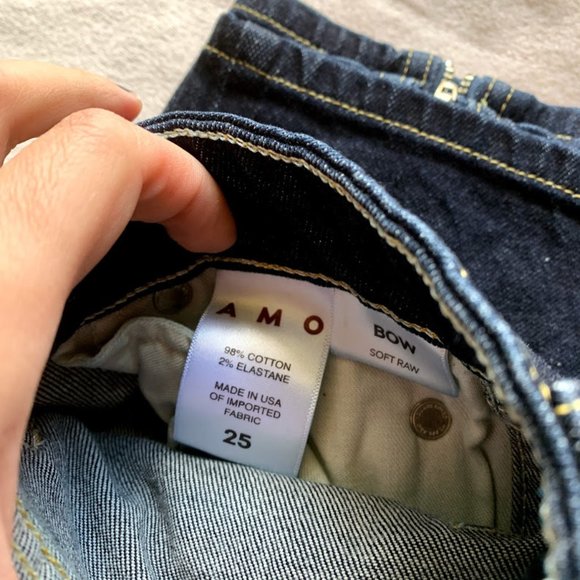 AMO
98% COTTON
2% ELASTANE
MADE IN USA
OF IMPORTED
FABRIC
25
BOW
SOFT RAW